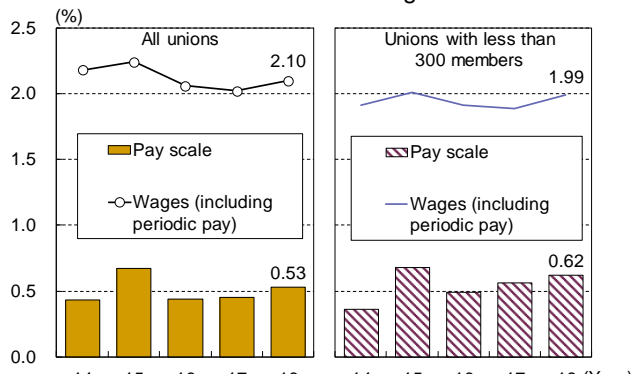 (%)
2.5
2.0
1.5
1.0
0.5
0.0
All unions
2.10
Pay scale
Wages (including
periodic pay)
0.53
Unions with less than
300 members
1.99
Pay scale
Wages (including
periodic pay)
0.62